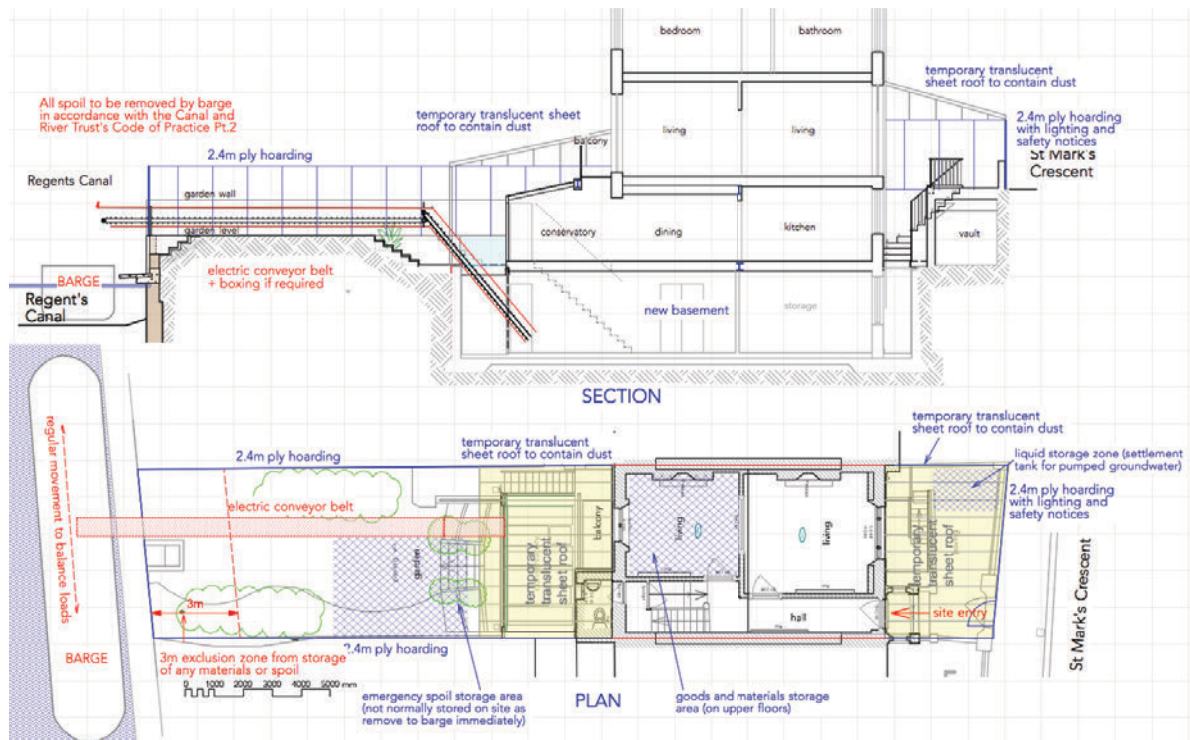 bedroom
bathroom
All spoil to be removed by barge
in accordance with the Canal and
River Trust's Code of Practice Pt.2
temporary translucent sheet
roof to contain dust
temporary translucent
sheet roof to contain dust
2.4m ply hoarding
with lighting and
safety notices
St Mark's
Crescent
living
living
balcony
2.4m ply hoarding
Regents Canal
garden wall
garden level
conservatory
dining
kitchen
vault
electric conveyor belt
+ boxing if required
BARGE
Regent's
Canal
new basement
storage
SECTION
regular movement to balance loads
BARGE
2.4m ply hoarding
temporary translucent
sheet roof to contain dust
temporary translucent
sheet roof to contain dust
liquid storage zone (settlement
tank for pumped groundwater)
2.4m ply hoarding
with lighting and
safety notices
electric conveyor belt
garden
temporary
translucent
sheet roof
balcony
living
living
hall
temporary
translucent
sheet roof
site entry
St Mark's Crescent
3m
3m exclusion zone from storage
of any materials or spoil
2.4m ply hoarding
0 1000 2000 3000 4000 5000 mm
emergency spoil storage area
(not normally stored on site as
remove to barge immediately)
PLAN
goods and materials storage
area (on upper floors)